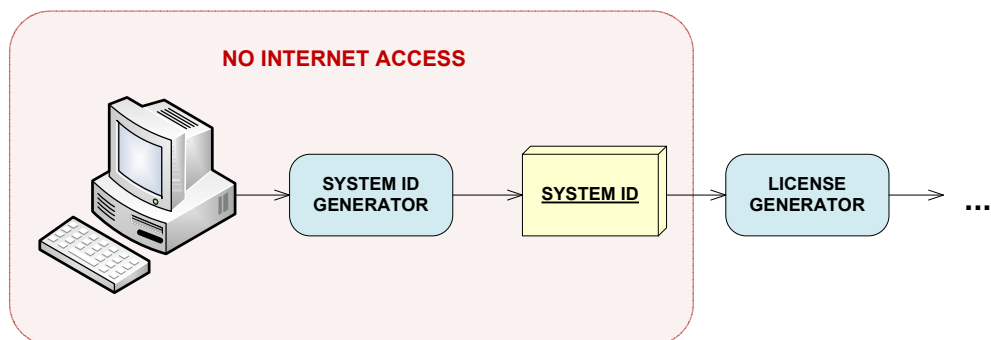 NO INTERNET ACCESS
SYSTEM ID
GENERATOR
SYSTEM ID
LICENSE
GENERATOR
...